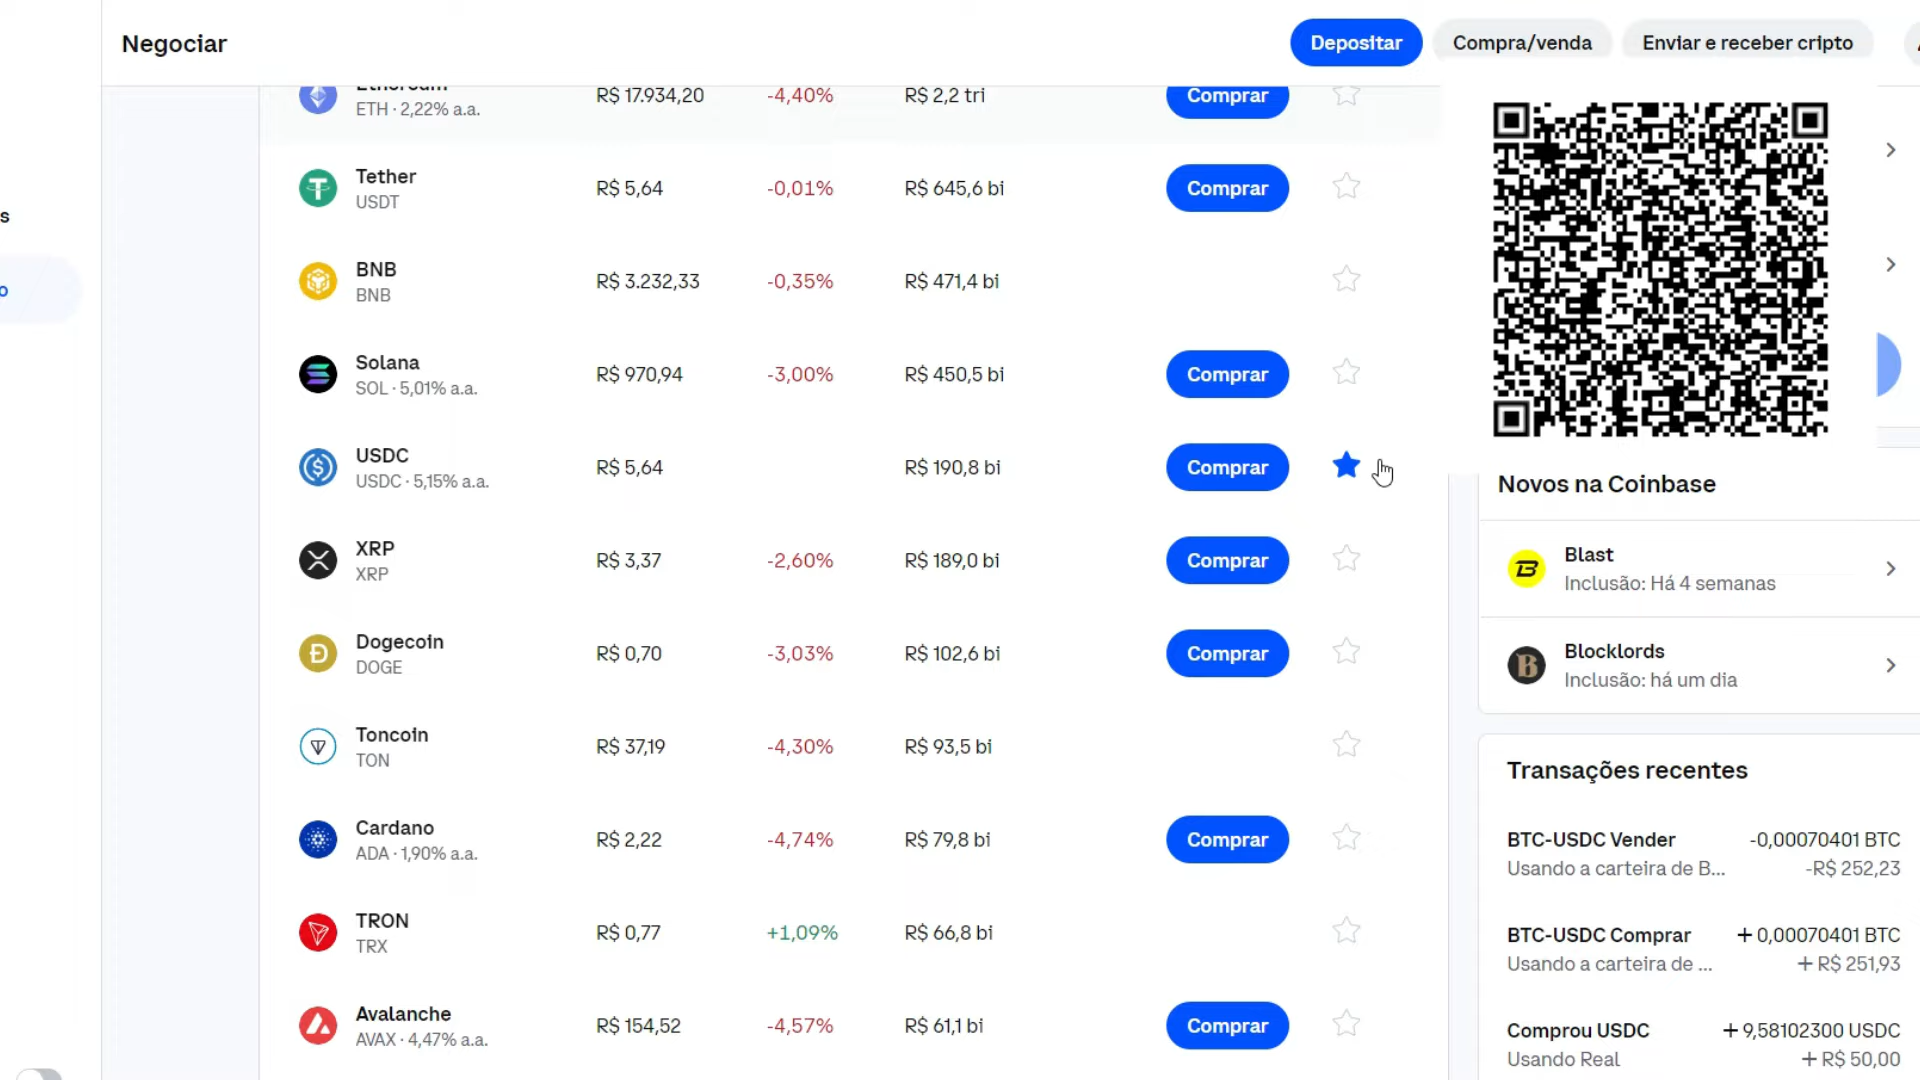 Negociar
Depositar
Compra/venda
Enviar e receber cripto
Ethereum
ETH · 2,22% a.a.
R$ 17.934,20
-4,40%
R$ 2,2 tri
Comprar
Tether
USDT
R$ 5,64
-0,01%
R$ 645,6 bi
Comprar
s
BNB
BNB
R$ 3.232,33
-0,35%
R$ 471,4 bi
o
Solana
SOL · 5,01% a.a.
R$ 970,94
-3,00%
R$ 450,5 bi
Comprar
USDC
USDC · 5,15% a.a.
R$ 5,64
R$ 190,8 bi
Comprar
XRP
XRP
R$ 3,37
-2,60%
R$ 189,0 bi
Comprar
Dogecoin
DOGE
R$ 0,70
-3,03%
R$ 102,6 bi
Comprar
Toncoin
TON
R$ 37,19
-4,30%
R$ 93,5 bi
Cardano
ADA · 1,90% a.a.
R$ 2,22
-4,74%
R$ 79,8 bi
Comprar
TRON
TRX
R$ 0,77
+1,09%
R$ 66,8 bi
Avalanche
AVAX · 4,47% a.a.
R$ 154,52
-4,57%
R$ 61,1 bi
Comprar
Novos na Coinbase
Blast
Inclusão: Há 4 semanas
Blocklords
Inclusão: há um dia
Transações recentes
BTC-USDC Vender
-0,00070401 BTC
Usando a carteira de B...
-R$ 252,23
BTC-USDC Comprar
+0,00070401 BTC
Usando a carteira de ...
+R$ 251,93
Comprou USDC
+9,58102300 USDC
Usando Real
+R$ 50,00